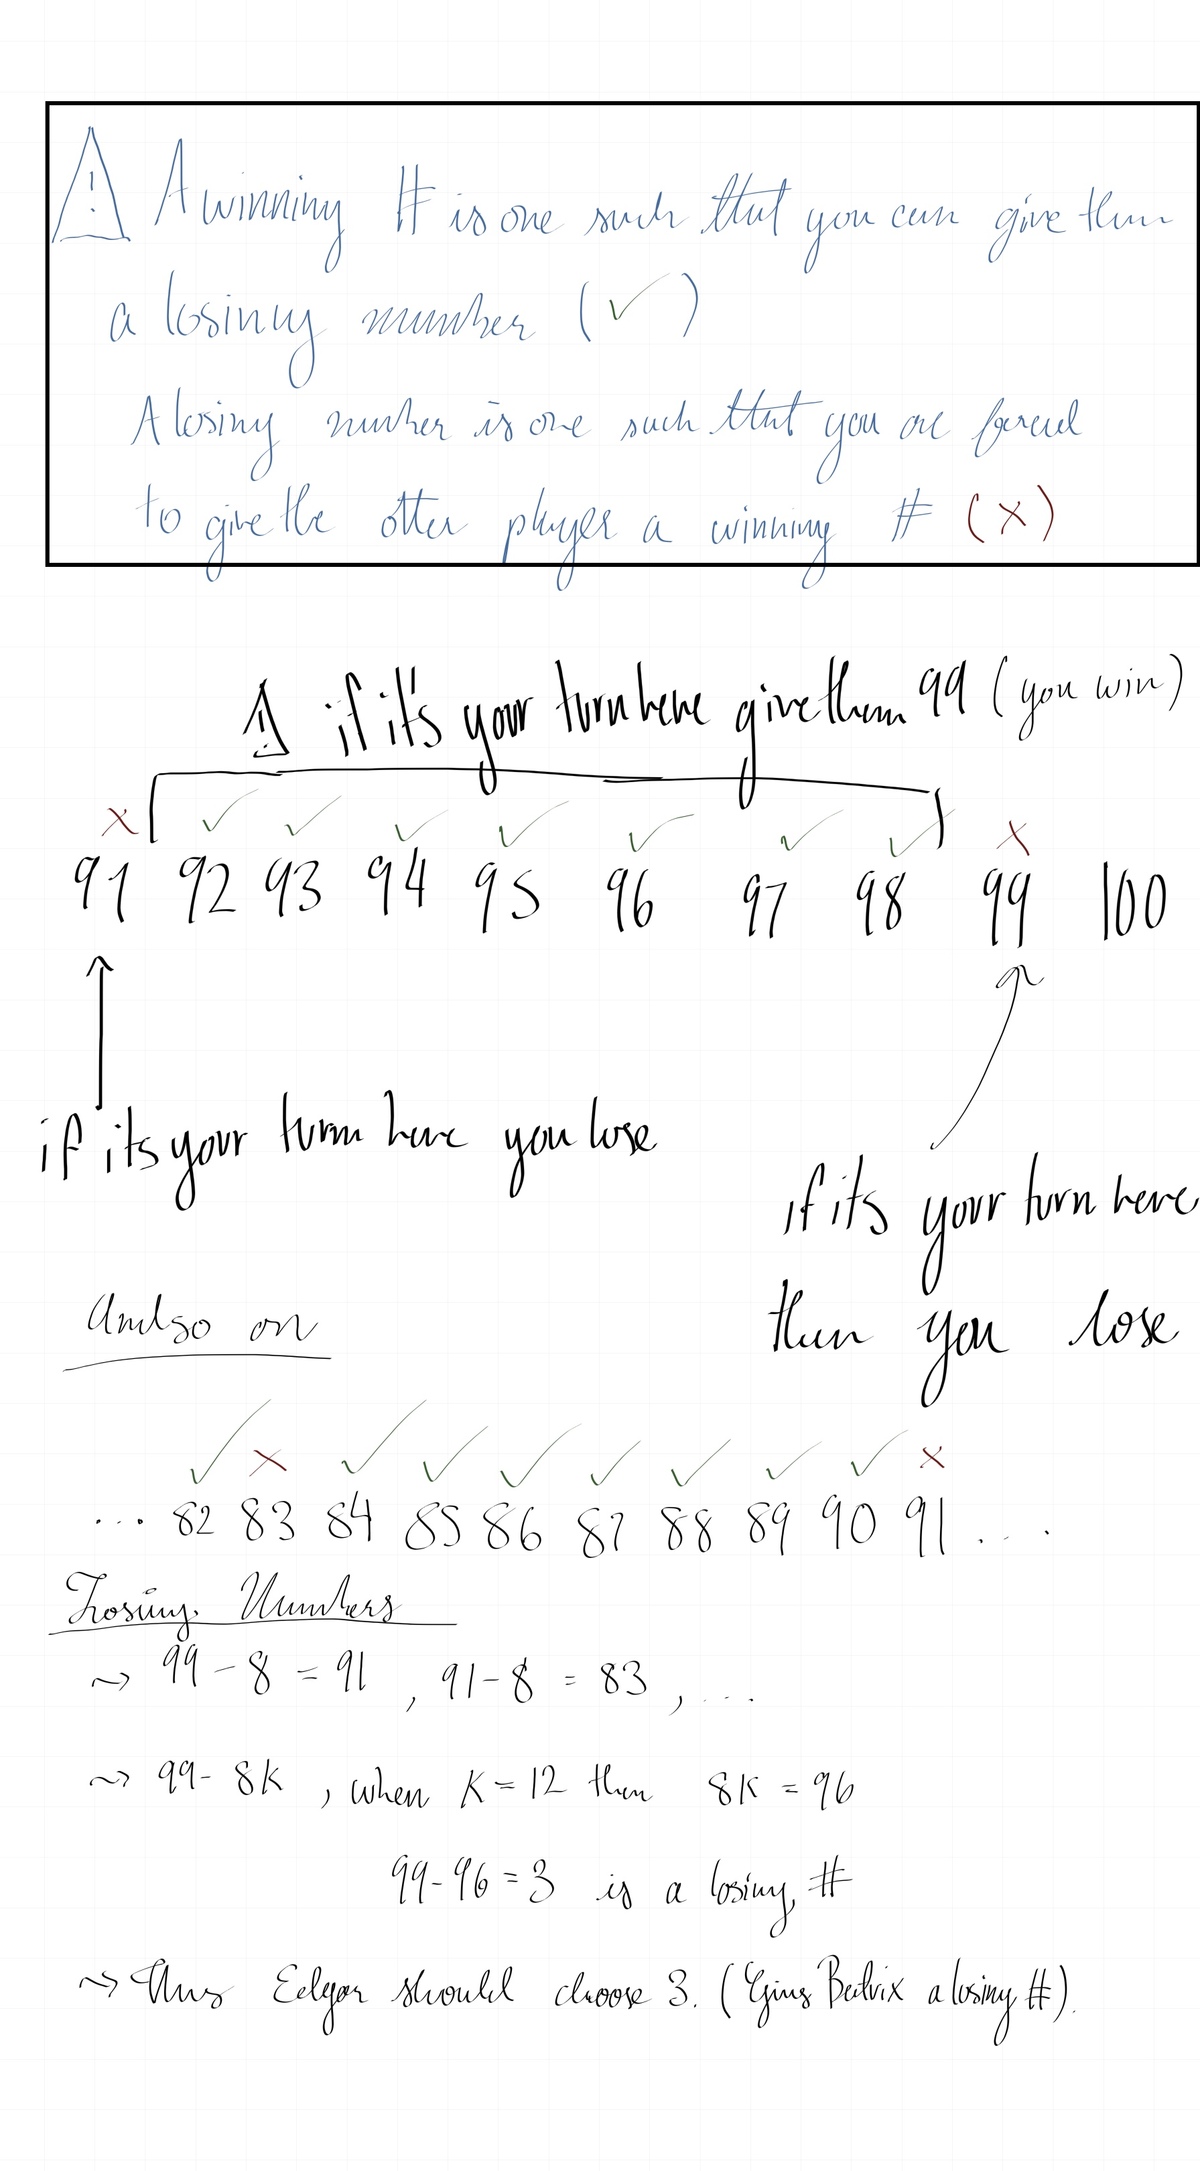 ! A winning # is one such that you can give them
a losing number (✓)
A losing number is one such that you are forced
to give the other player a winning # (×)
! if it's your turn here give them 99 (you win)
× ✓ ✓ ✓ ✓ ✓ ✓ ✓ ×
91 92 93 94 95 96 97 98 99 100
if its your turn here you lose
if its your turn here
then you lose
And so on
✓ × ✓ ✓ ✓ ✓ ✓ ✓ ✓ ×
... 82 83 84 85 86 87 88 89 90 91 ....
Losing Numbers
~> 99 - 8 = 91 , 91 - 8 = 83 , ...
~> 99 - 8K , when K = 12 then 8K = 96
99 - 96 = 3 is a losing #
~> Thus Edgar should choose 3. (Giving Beatrix a losing #).